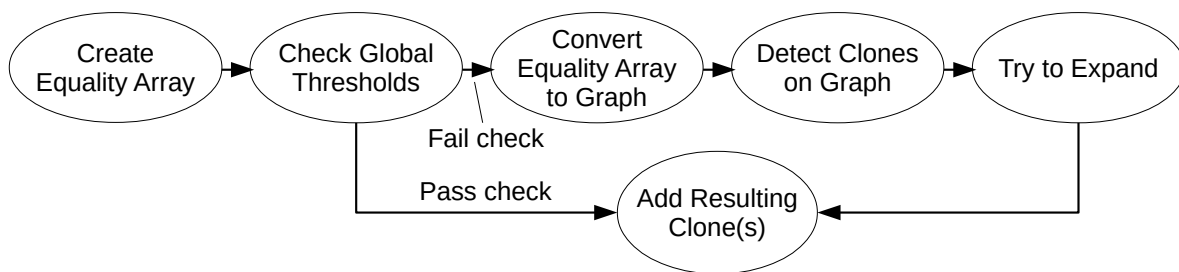 Create
Equality Array
Check Global
Thresholds
Convert
Equality Array
to Graph
Detect Clones
on Graph
Try to Expand
Fail check
Pass check
Add Resulting
Clone(s)